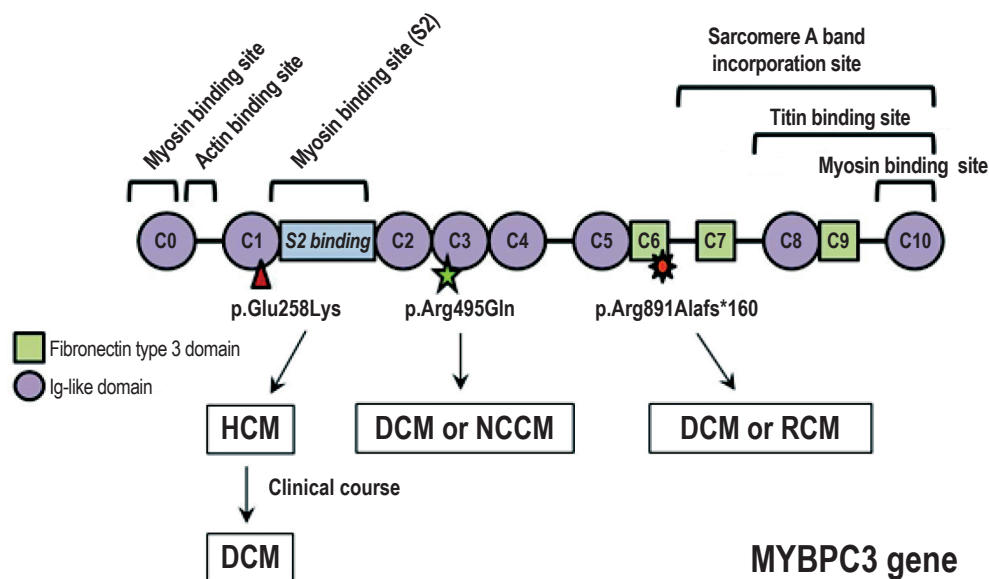 Myosin binding site
Actin binding site
Myosin binding site (S2)
Sarcomere A band
incorporation site
Titin binding site
Myosin binding site
C0
C1
S2 binding
C2
C3
C4
C5
C6
C7
C8
C9
C10
p.Glu258Lys
p.Arg495Gln
p.Arg891Alafs*160
Fibronectin type 3 domain
Ig-like domain
HCM
DCM or NCCM
DCM or RCM
Clinical course
DCM
MYBPC3 gene